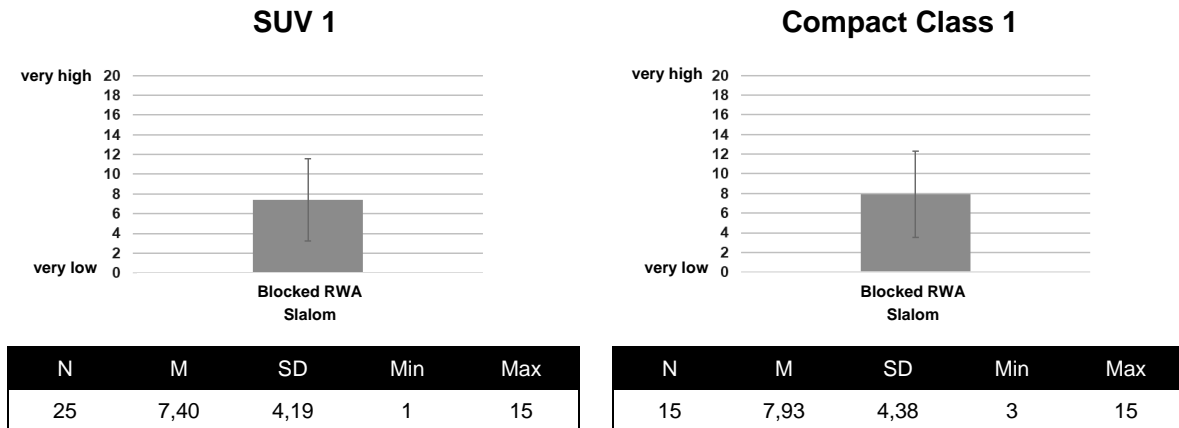 SUV 1
very high 20
18
16
14
12
10
8
6
4
2
very low 0
Blocked RWA
Slalom
N M SD Min Max
25 7,40 4,19 1 15
Compact Class 1
very high 20
18
16
14
12
10
8
6
4
2
very low 0
Blocked RWA
Slalom
N M SD Min Max
15 7,93 4,38 3 15